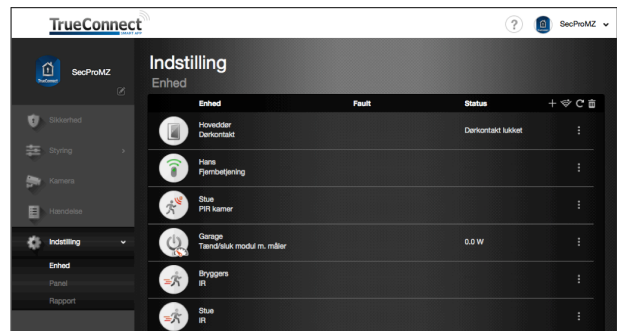 TrueConnect
SMART APP
? SecProMZ
TrueConnect
SecProMZ
Sikkerhed
Styring
Kamera
Hændelse
Indstilling
Enhed
Panel
Rapport
Indstilling
Enhed
Enhed Fault Status
Hoveddør
Dørkontakt Dørkontakt lukket
Hans
Fjernbetjening
Stue
PIR kamer
Garage
Tænd/sluk modul m. måler 0.0 W
Bryggers
IR
Stue
IR